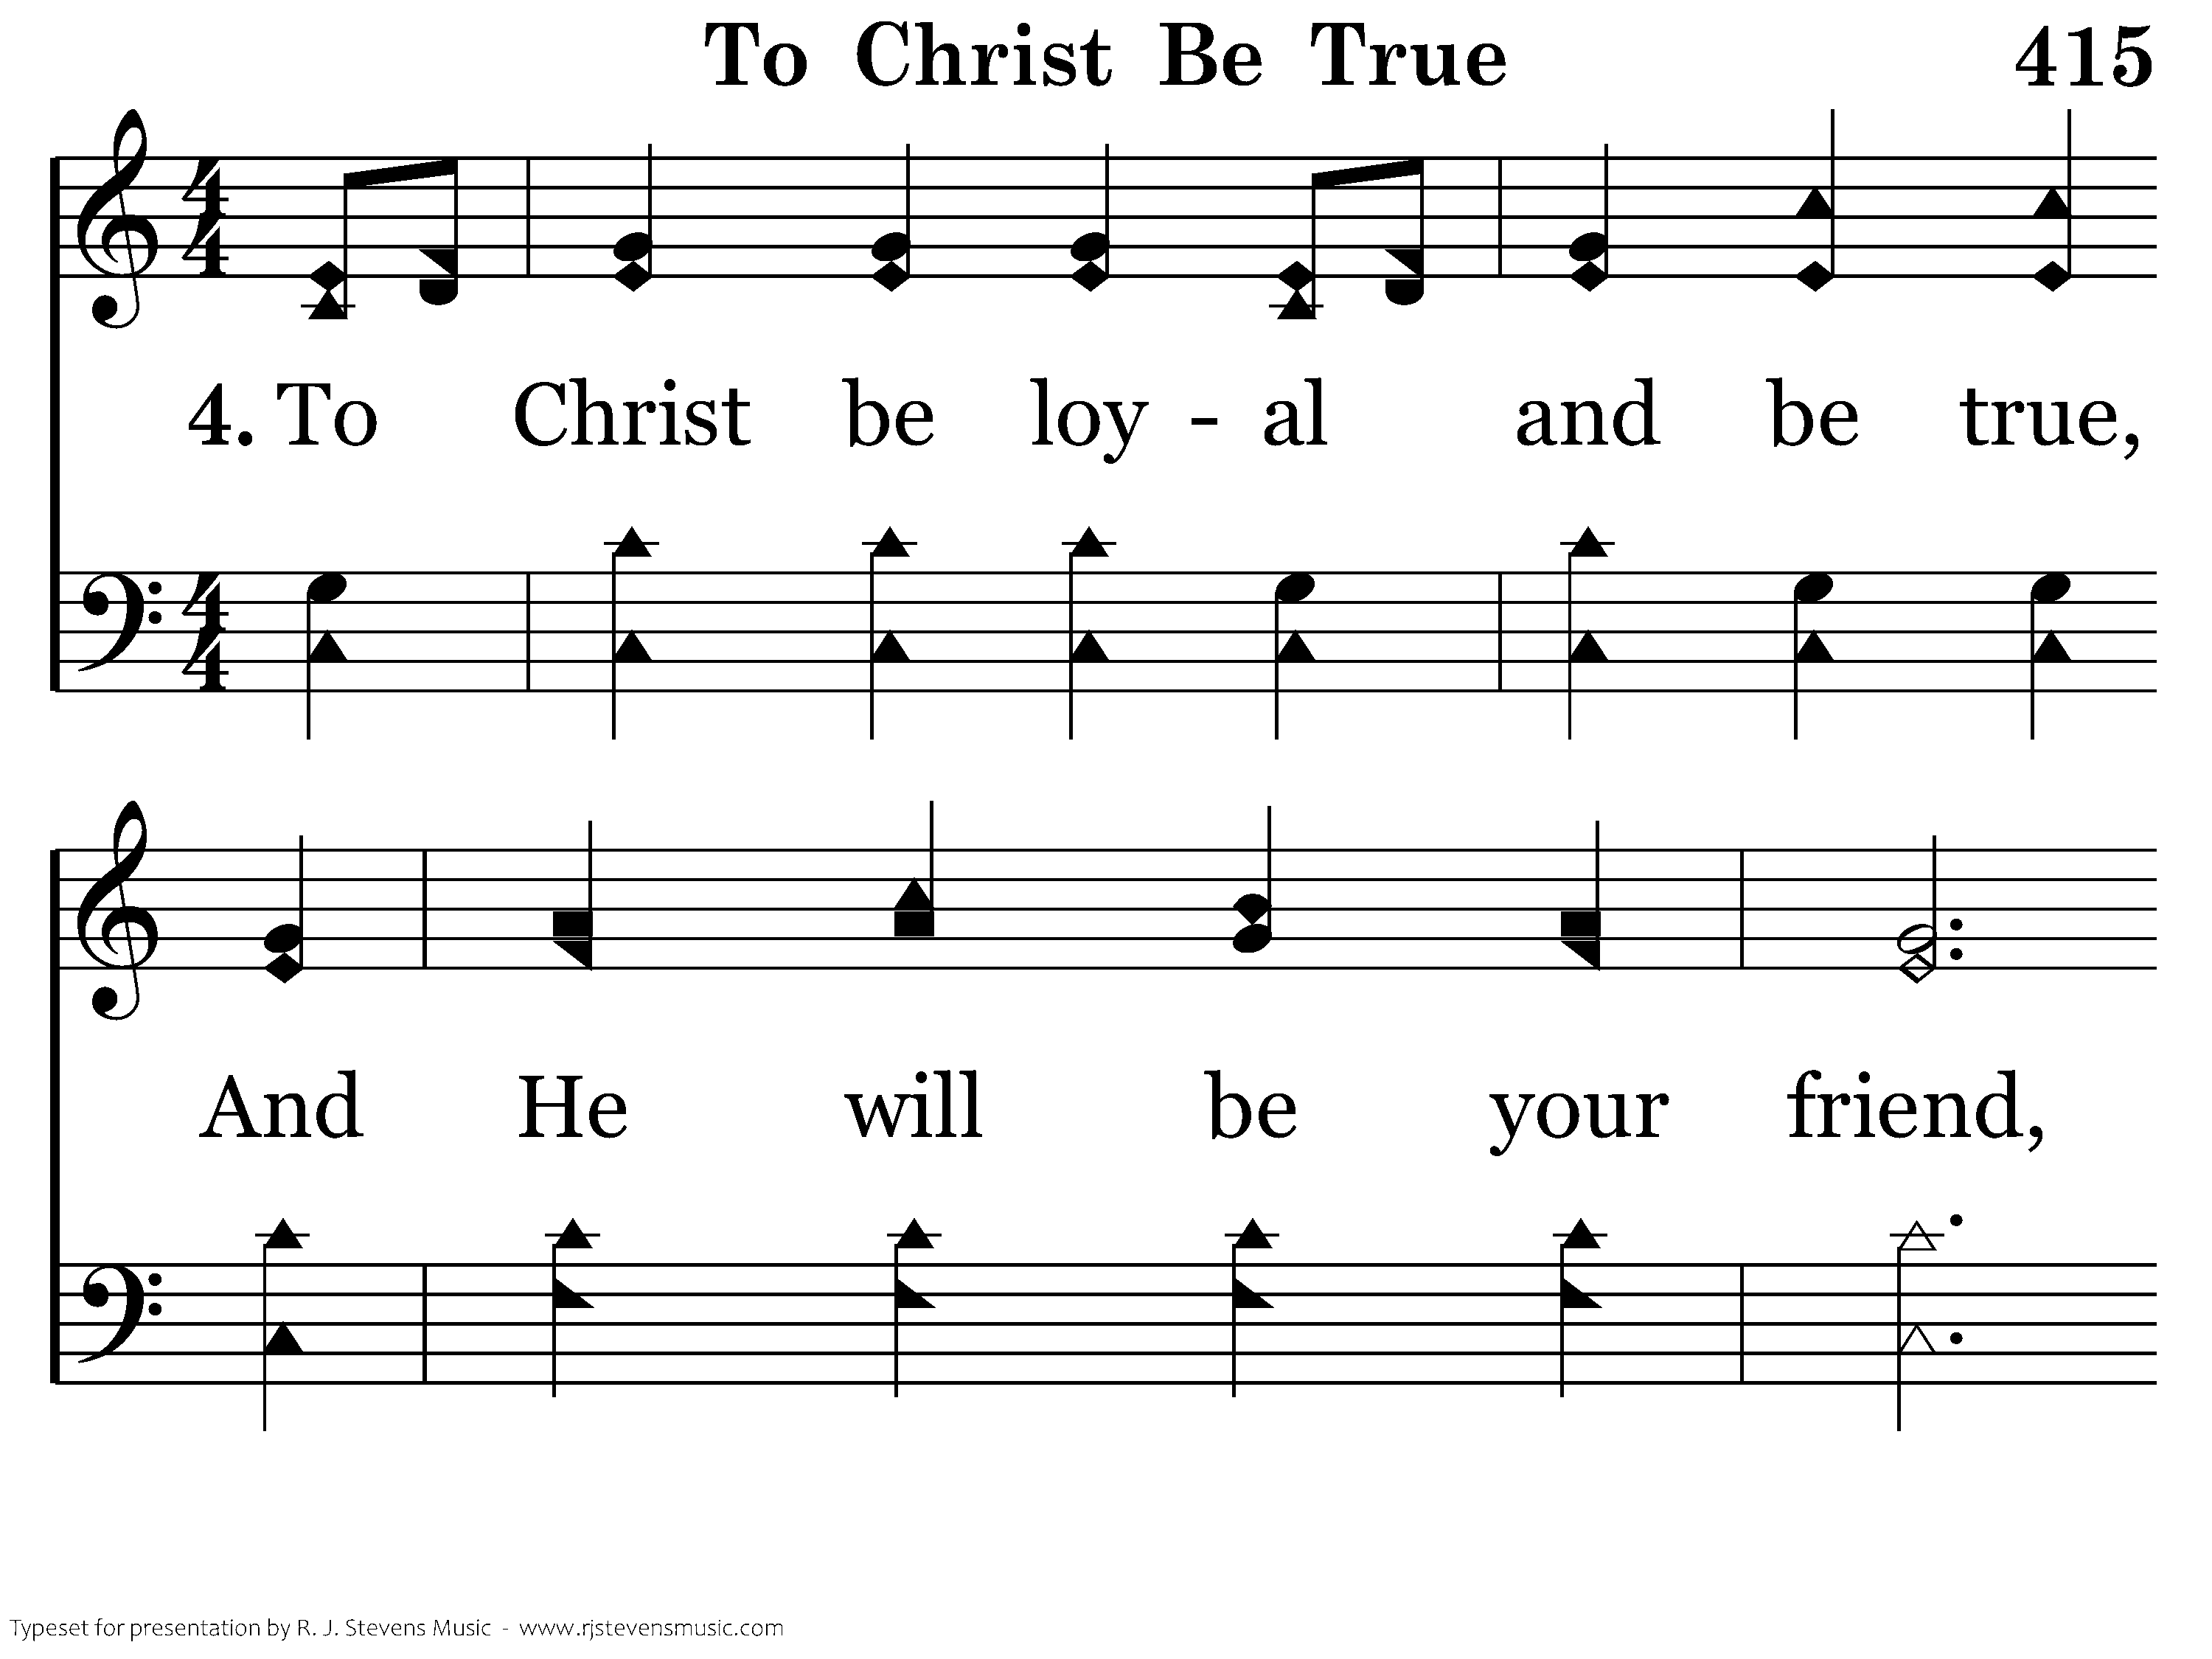 To Christ Be True 415
4. To Christ be loy - al and be true,
And He will be your friend,
Typeset for presentation by R. J. Stevens Music - www.rjstevensmusic.com